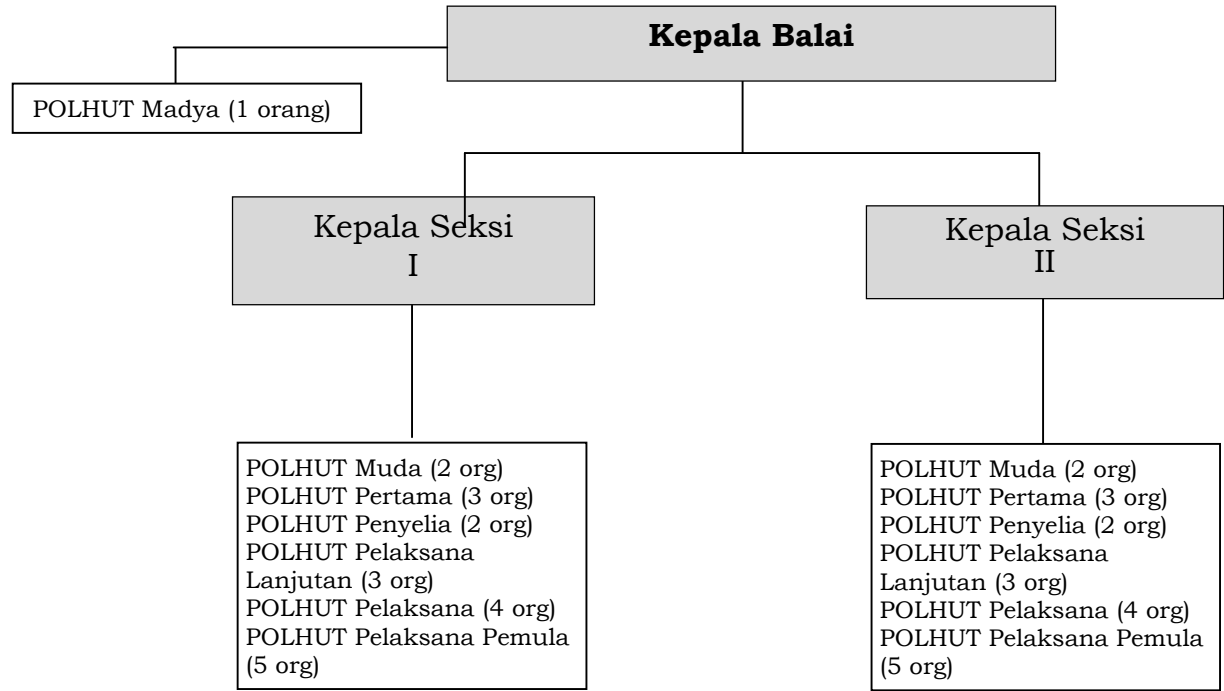 Kepala Balai
POLHUT Madya (1 orang)
Kepala Seksi
I
Kepala Seksi
II
POLHUT Muda (2 org)
POLHUT Pertama (3 org)
POLHUT Penyelia (2 org)
POLHUT Pelaksana
Lanjutan (3 org)
POLHUT Pelaksana (4 org)
POLHUT Pelaksana Pemula
(5 org)
POLHUT Muda (2 org)
POLHUT Pertama (3 org)
POLHUT Penyelia (2 org)
POLHUT Pelaksana
Lanjutan (3 org)
POLHUT Pelaksana (4 org)
POLHUT Pelaksana Pemula
(5 org)